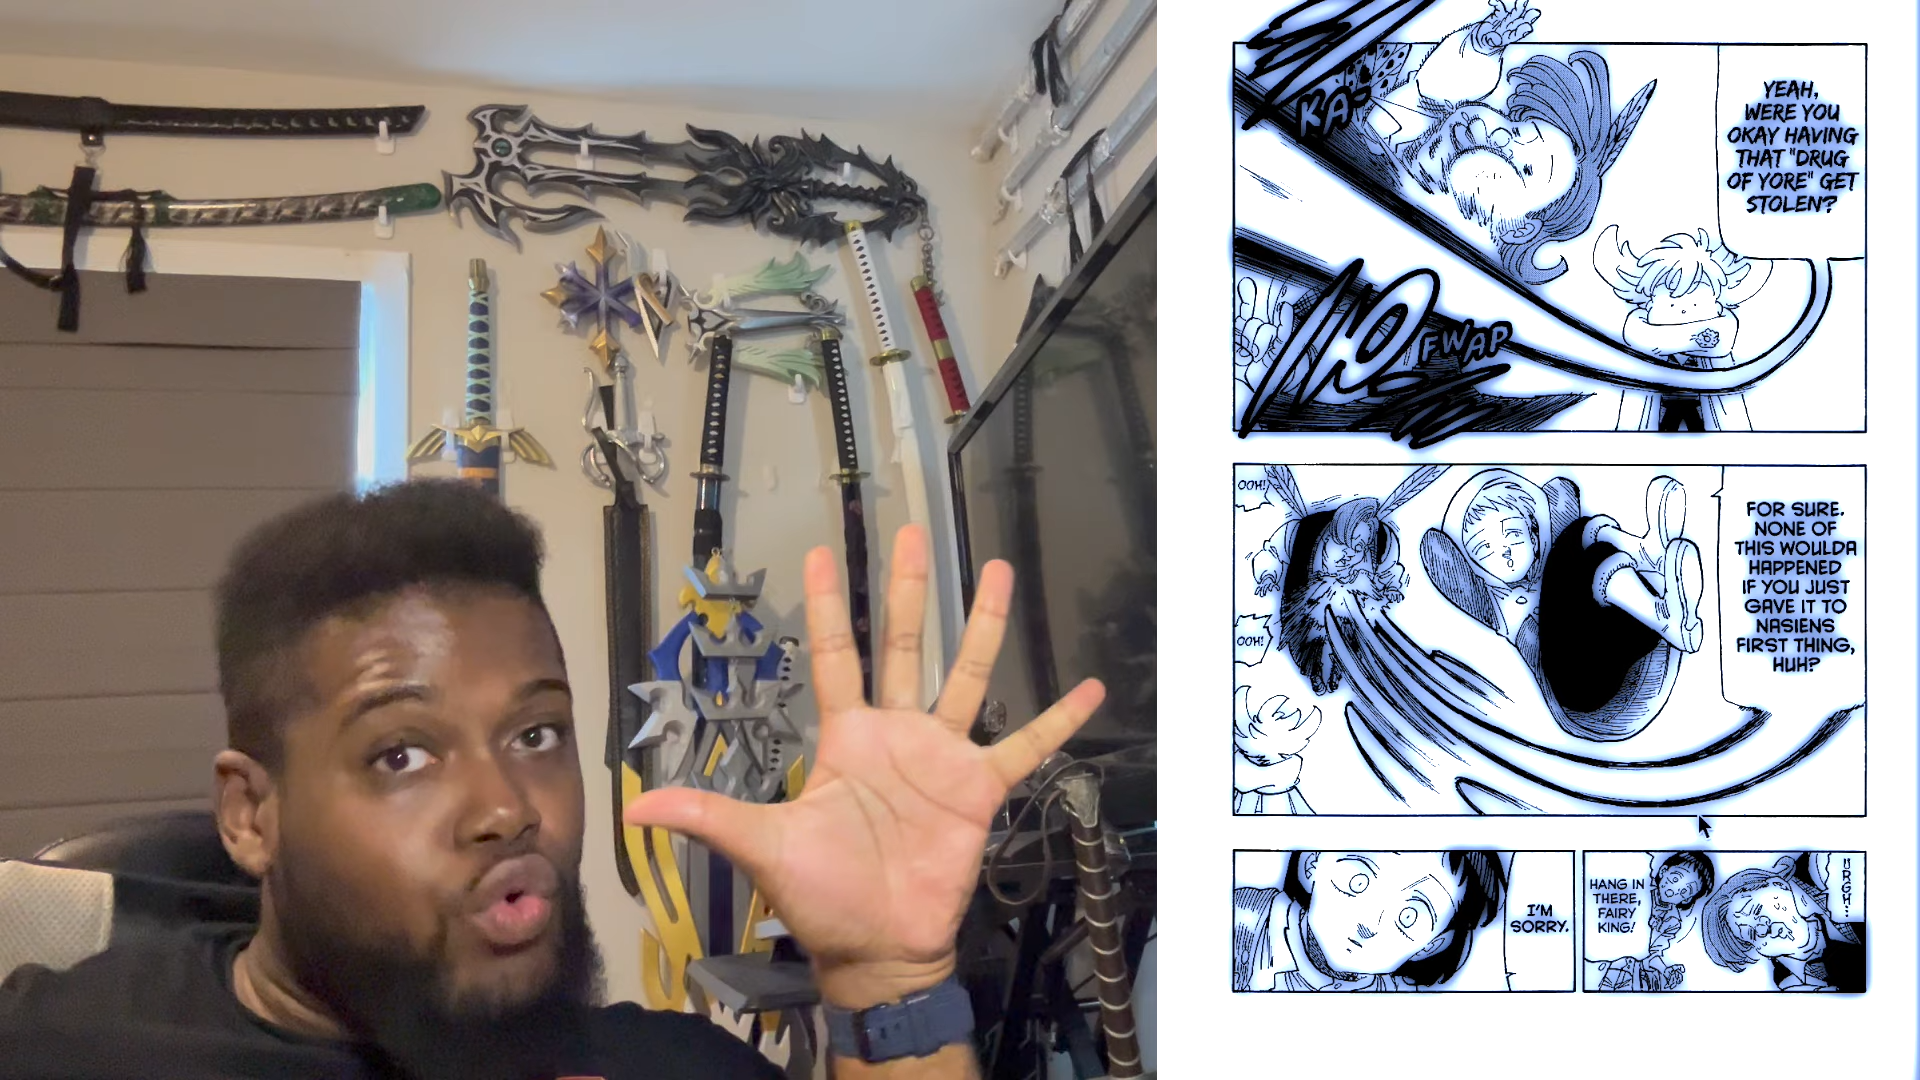 YEAH,
WERE YOU
OKAY HAVING
THAT "DRUG
OF YORE" GET
STOLEN?
KA-
FWAP
OOH!
OOH!
FOR SURE.
NONE OF
THIS WOULDA
HAPPENED
IF YOU JUST
GAVE IT TO
NASIENS
FIRST THING,
HUH?
I'M
SORRY.
HANG IN
THERE,
FAIRY
KING!
URGH...